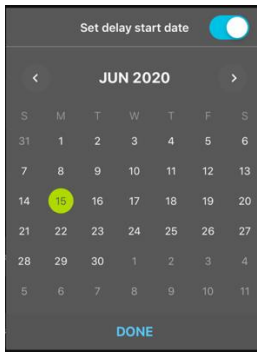 Set delay start date
< JUN 2020 >
S M T W T F S
31 1 2 3 4 5 6
7 8 9 10 11 12 13
14 15 16 17 18 19 20
21 22 23 24 25 26 27
28 29 30 1 2 3 4
5 6 7 8 9 10 11
DONE